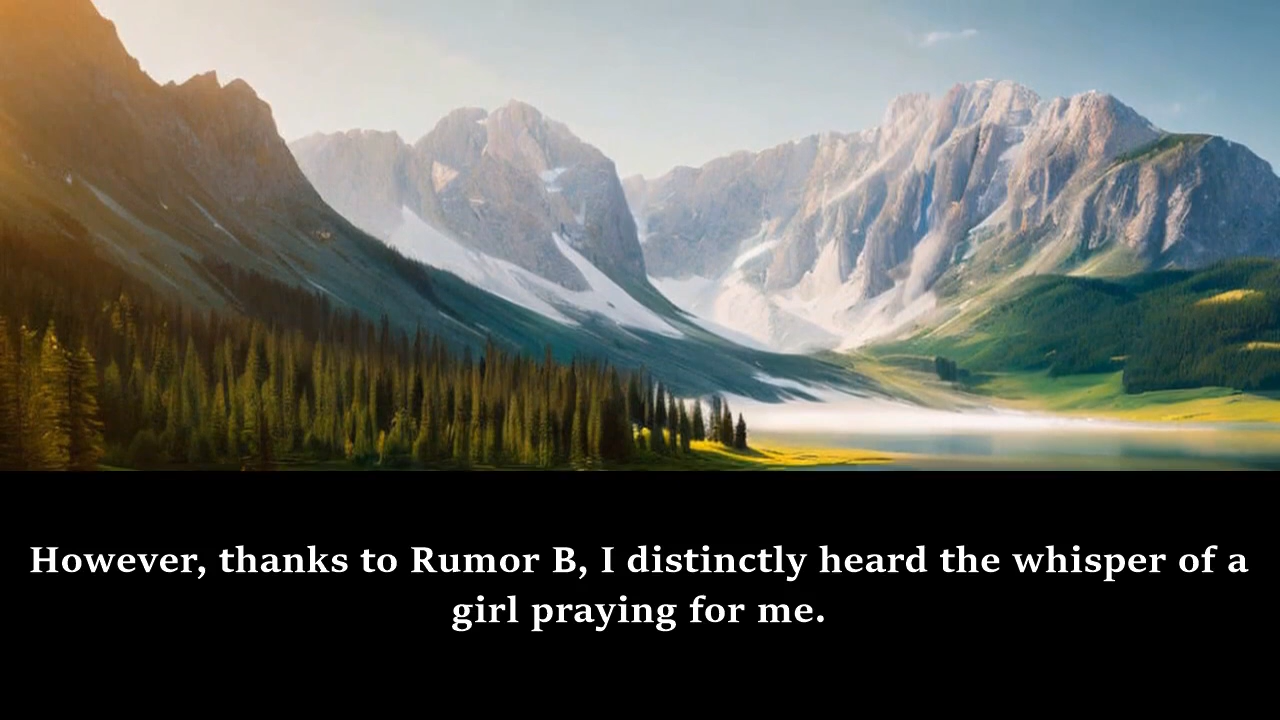 However, thanks to Rumor B, I distinctly heard the whisper of a
girl praying for me.